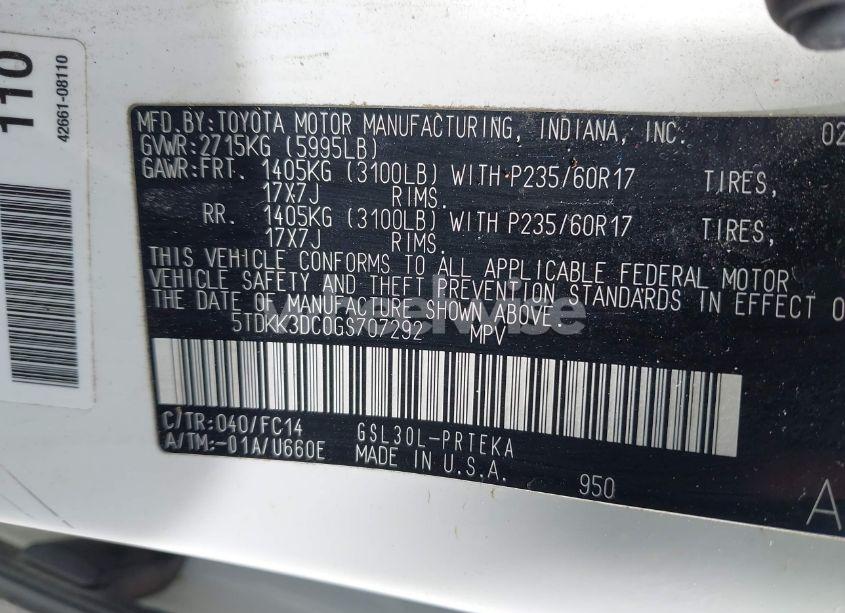 110
42661-08110
MFD.BY:TOYOTA MOTOR MANUFACTURING, INDIANA, INC. 02
GVWR:2715KG (5995LB)
GAWR:FRT. 1405KG (3100LB) WITH P235/60R17 TIRES,
17X7J RIMS.
RR. 1405KG (3100LB) WITH P235/60R17 TIRES,
17X7J RIMS.
THIS VEHICLE CONFORMS TO ALL APPLICABLE FEDERAL MOTOR
VEHICLE SAFETY AND THEFT PREVENTION STANDARDS IN EFFECT O
THE DATE OF MANUFACTURE SHOWN ABOVE
5TDKK3DC0GS707292 MPV
C/TR:040/FC14 GSL30L-PRTEKA
A/TM:-01A/U660E MADE IN U.S.A.
950
A